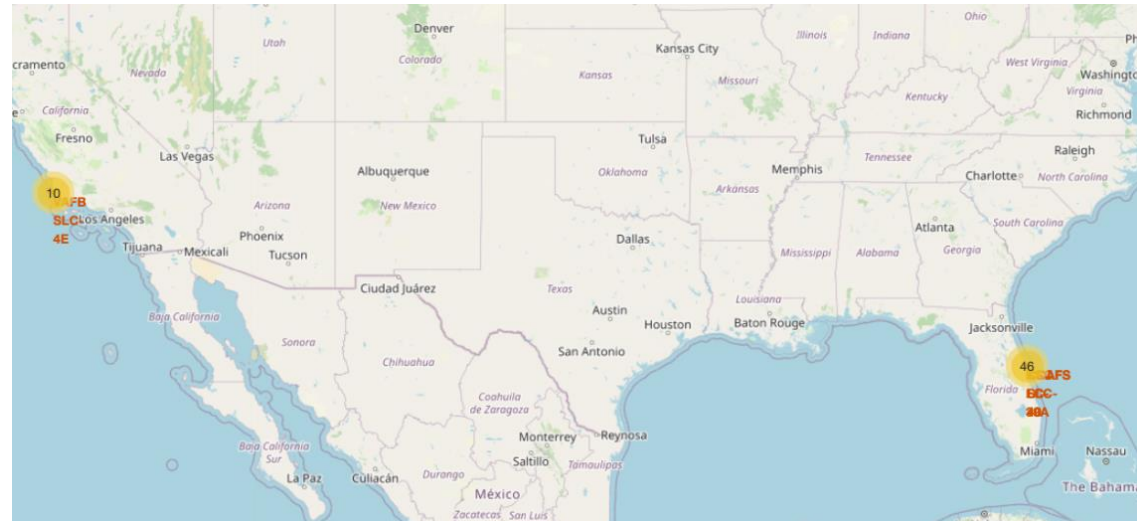 Denver
Utah
Colorado
Nevada
cramento
California
Fresno
Las Vegas
Kansas City
Kansas
Missouri
Illinois
Indiana
Ohio
West Virginia
Washington
Virginia
Kentucky
Richmond
10
SLC-
4E
Los Angeles
Tijuana
Mexicali
Arizona
Phoenix
Tucson
Albuquerque
New Mexico
Tulsa
Oklahoma
Memphis
Arkansas
Tennessee
Raleigh
Charlotte
North Carolina
South Carolina
Atlanta
Georgia
Alabama
Mississippi
Dallas
Texas
Ciudad Juárez
Austin
Houston
San Antonio
Louisiana
Baton Rouge
Jacksonville
46
Florida
Miami
Nassau
The Bahama
Baja California
Sonora
Chihuahua
Coahuila
de Zaragoza
Monterrey
Reynosa
Saltillo
Tamaulipas
Baja California
Sur
La Paz
Culiacán
Durango
México
Zacatecas
San Luis